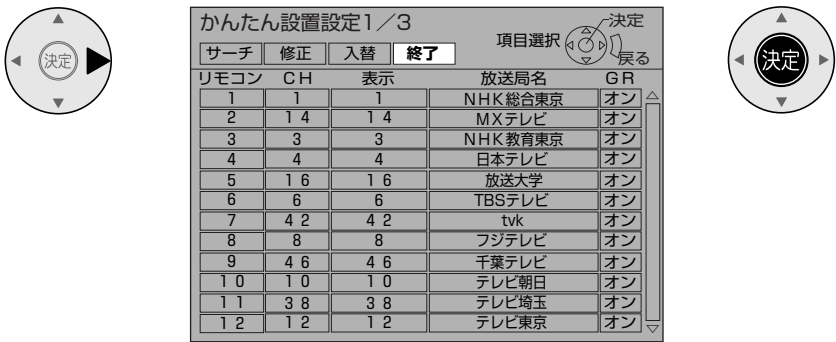 決定
かんたん設置設定1／3
項目選択
決定
戻る
サーチ 修正 入替 終了
リモコン CH 表示 放送局名 GR
1 1 1 NHK総合東京 オン
2 14 14 MXテレビ オン
3 3 3 NHK教育東京 オン
4 4 4 日本テレビ オン
5 16 16 放送大学 オン
6 6 6 TBSテレビ オン
7 42 42 tvk オン
8 8 8 フジテレビ オン
9 46 46 千葉テレビ オン
10 10 10 テレビ朝日 オン
11 38 38 テレビ埼玉 オン
12 12 12 テレビ東京 オン
決定